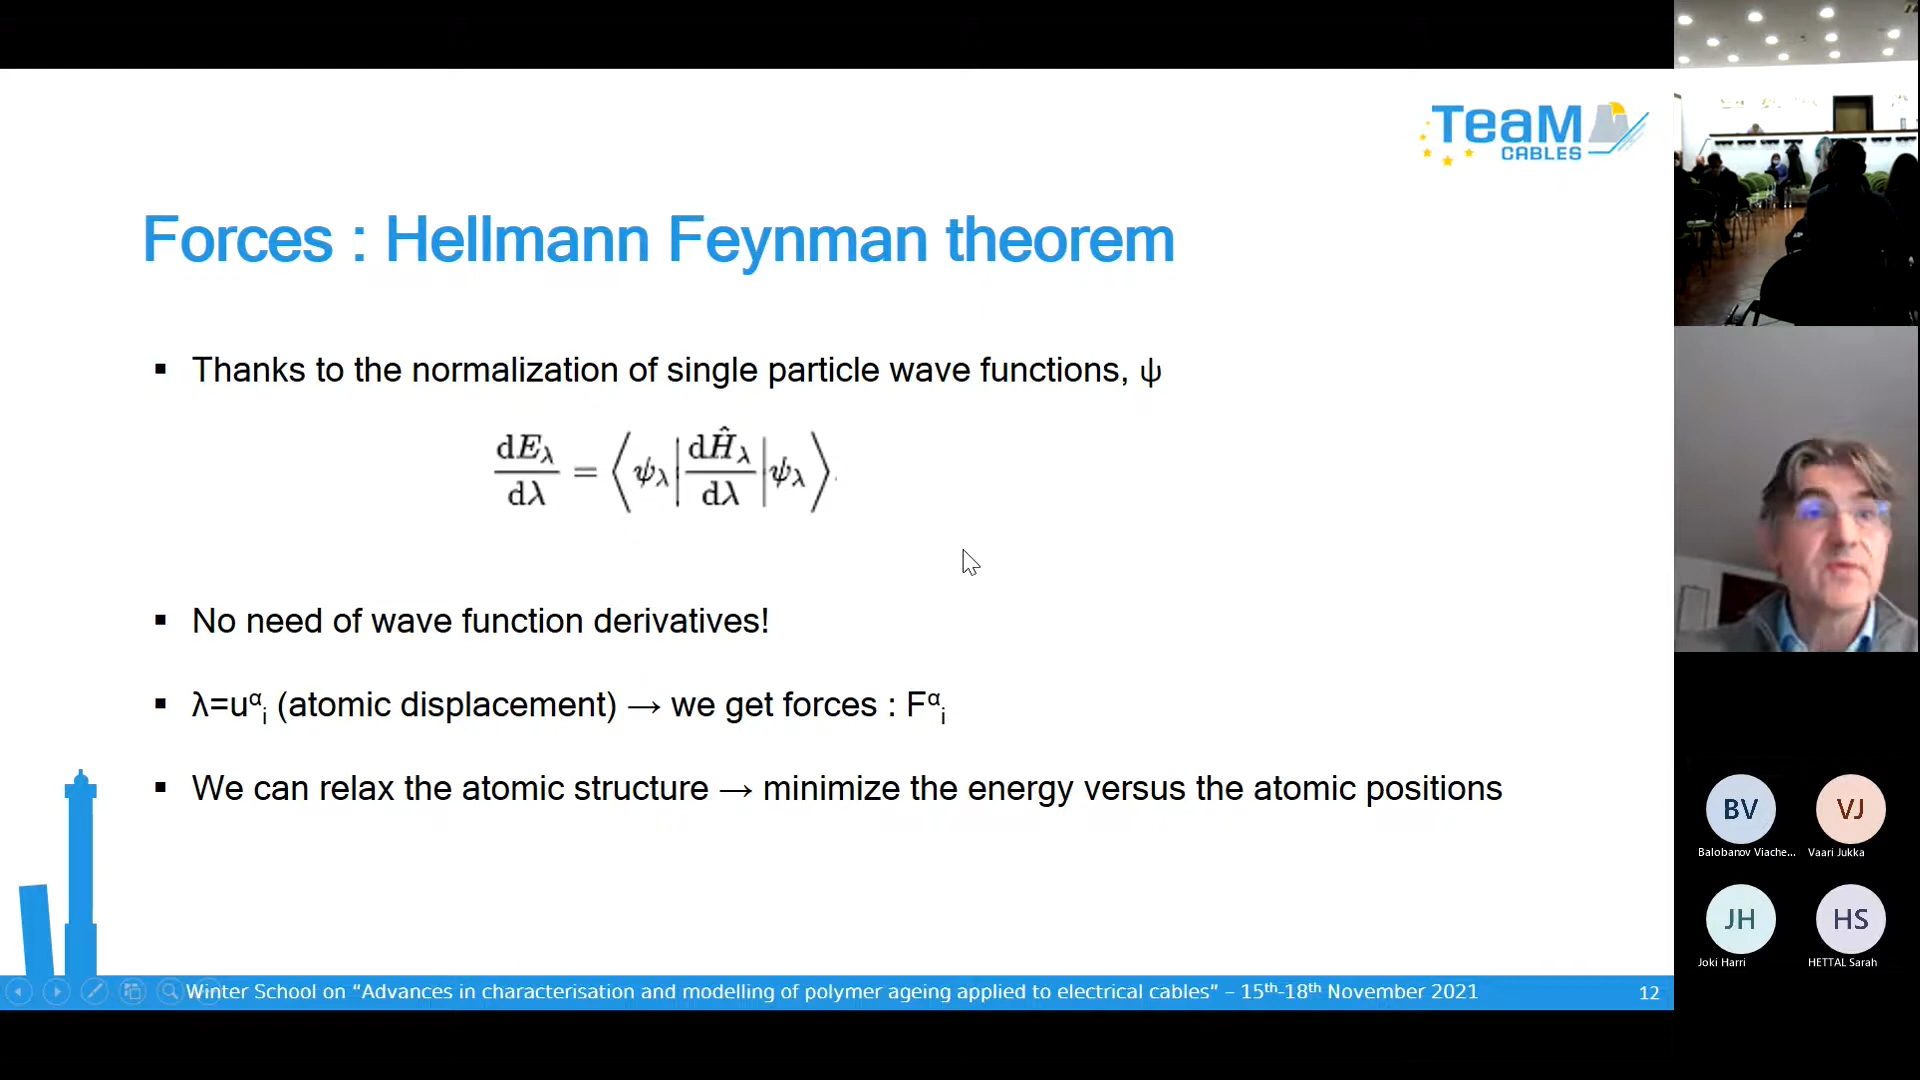 TeaM
CABLES
Forces : Hellmann Feynman theorem
▪ Thanks to the normalization of single particle wave functions, ψ
dE_λ/dλ = ⟨ψ_λ|dĤ_λ/dλ|ψ_λ⟩.
▪ No need of wave function derivatives!
▪ λ=u^α_i (atomic displacement) → we get forces : F^α_i
▪ We can relax the atomic structure → minimize the energy versus the atomic positions
Winter School on “Advances in characterisation and modelling of polymer ageing applied to electrical cables” – 15th-18th November 2021
12
BV
Balobanov Viache...
VJ
Vaari Jukka
JH
Joki Harri
HS
HETTAL Sarah